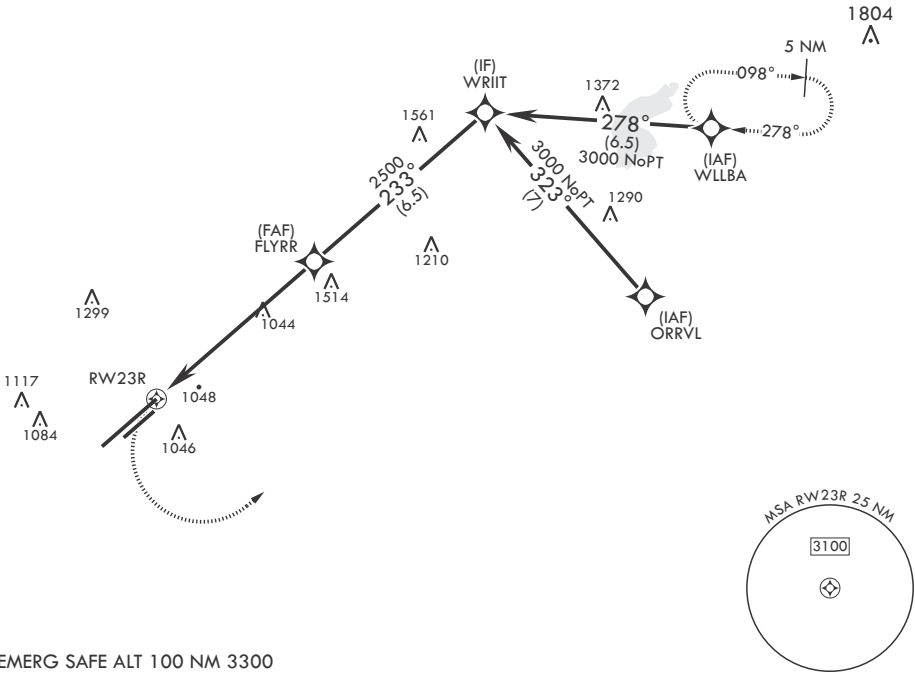 1804
5 NM
(IF)
WRIIT
098°
1372
1561
278°
278°
(6.5)
3000 NoPT
(IAF)
WLLBA
2500
233°
(6.5)
3000 NoPT
323°
(7)
1290
(FAF)
FLYRR
1210
1514
1299
1044
(IAF)
ORRVL
RW23R
1117
1048
1084
1046
MSA RW23R 25 NM
3100
EMERG SAFE ALT 100 NM 3300